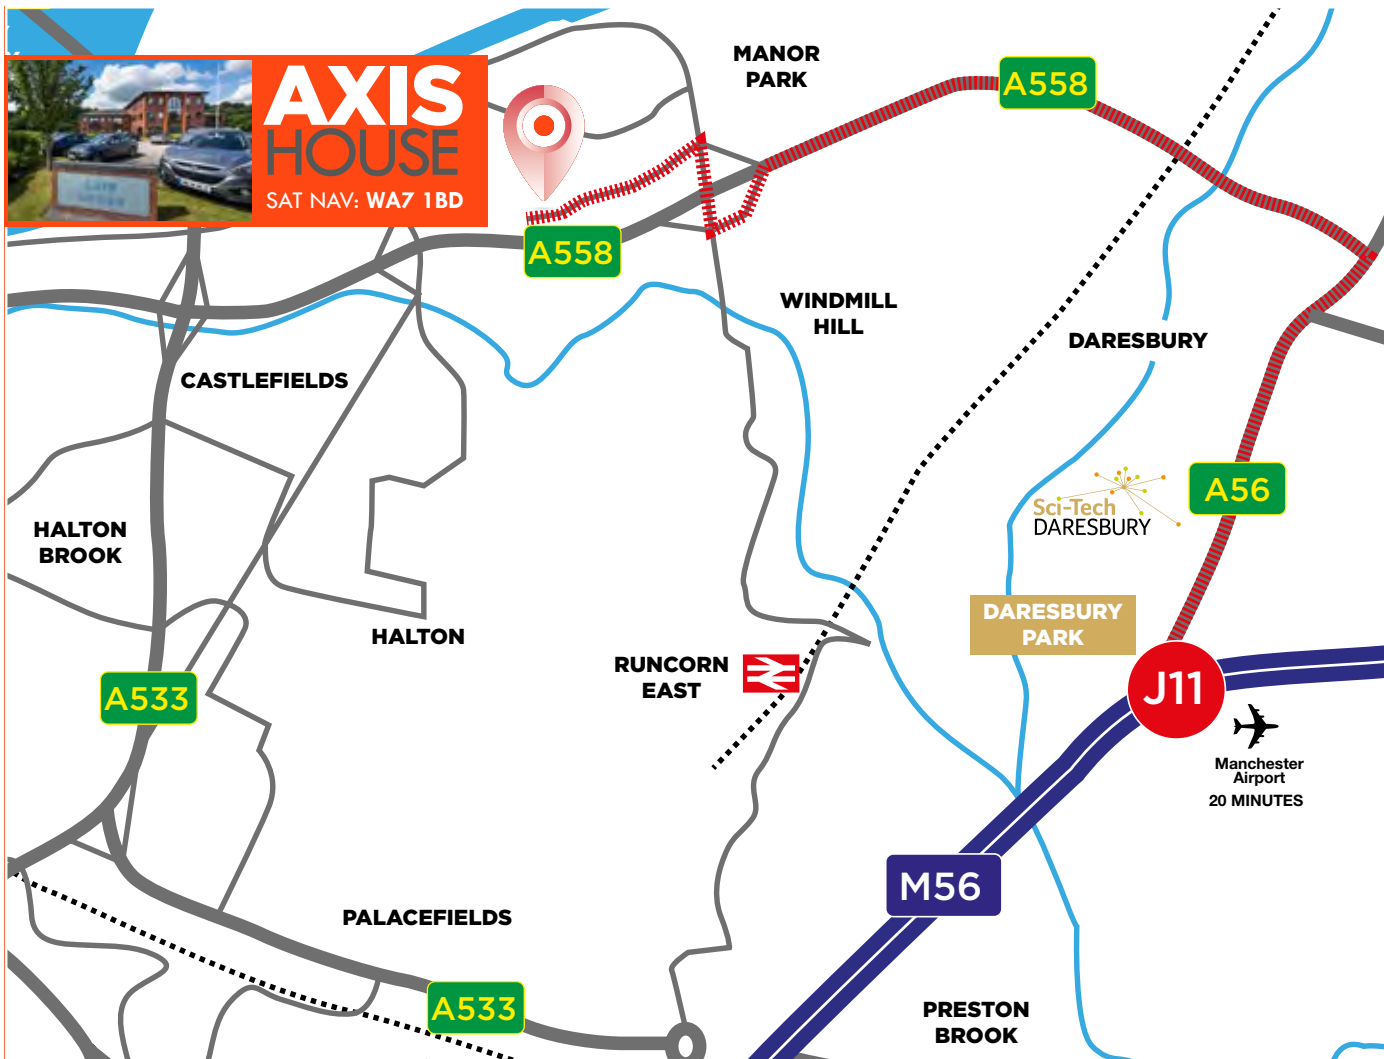 AXIS
HOUSE
SAT NAV: WA7 1BD
MANOR
PARK
A558
A558
WINDMILL
HILL
DARESBURY
CASTLEFIELDS
Sci-Tech
DARESBURY
A56
HALTON
BROOK
HALTON
DARESBURY
PARK
RUNCORN
EAST
A533
J11
Manchester
Airport
20 MINUTES
M56
PALACEFIELDS
A533
PRESTON
BROOK